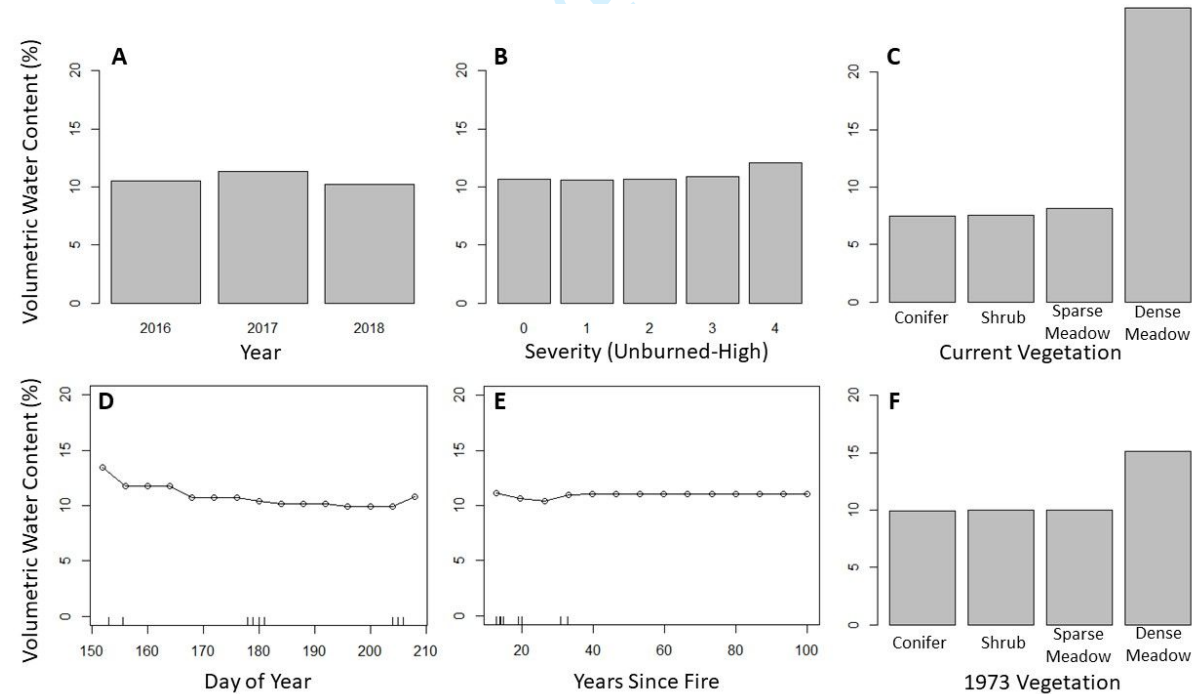 A
Volumetric Water Content (%)
20
15
10
5
0
2016 2017 2018
Year
B
20
15
10
5
0
0 1 2 3 4
Severity (Unburned-High)
C
20
15
10
5
0
Conifer Shrub Sparse Meadow Dense Meadow
Current Vegetation
D
Volumetric Water Content (%)
20
15
10
5
0
150 160 170 180 190 200 210
Day of Year
E
20
15
10
5
0
20 40 60 80 100
Years Since Fire
F
20
15
10
5
0
Conifer Shrub Sparse Meadow Dense Meadow
1973 Vegetation